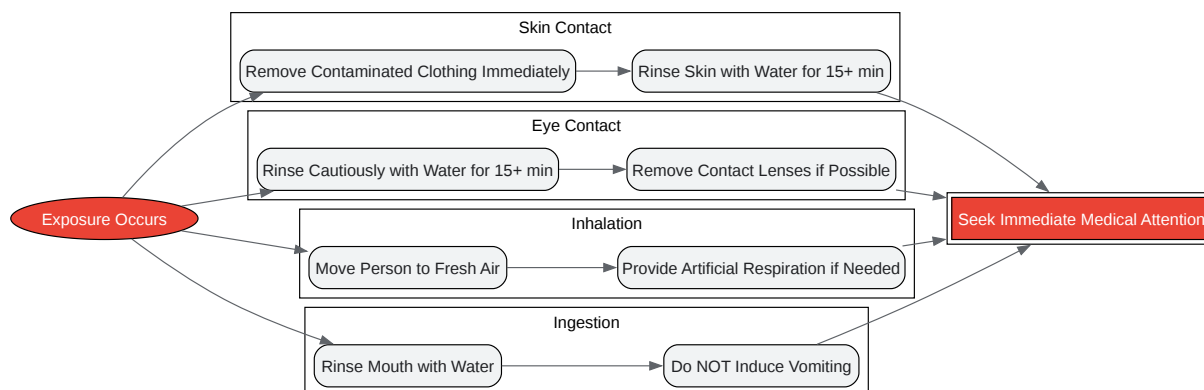 Skin Contact
Remove Contaminated Clothing Immediately
Rinse Skin with Water for 15+ min
Eye Contact
Rinse Cautiously with Water for 15+ min
Remove Contact Lenses if Possible
Exposure Occurs
Seek Immediate Medical Attention
Inhalation
Move Person to Fresh Air
Provide Artificial Respiration if Needed
Ingestion
Rinse Mouth with Water
Do NOT Induce Vomiting